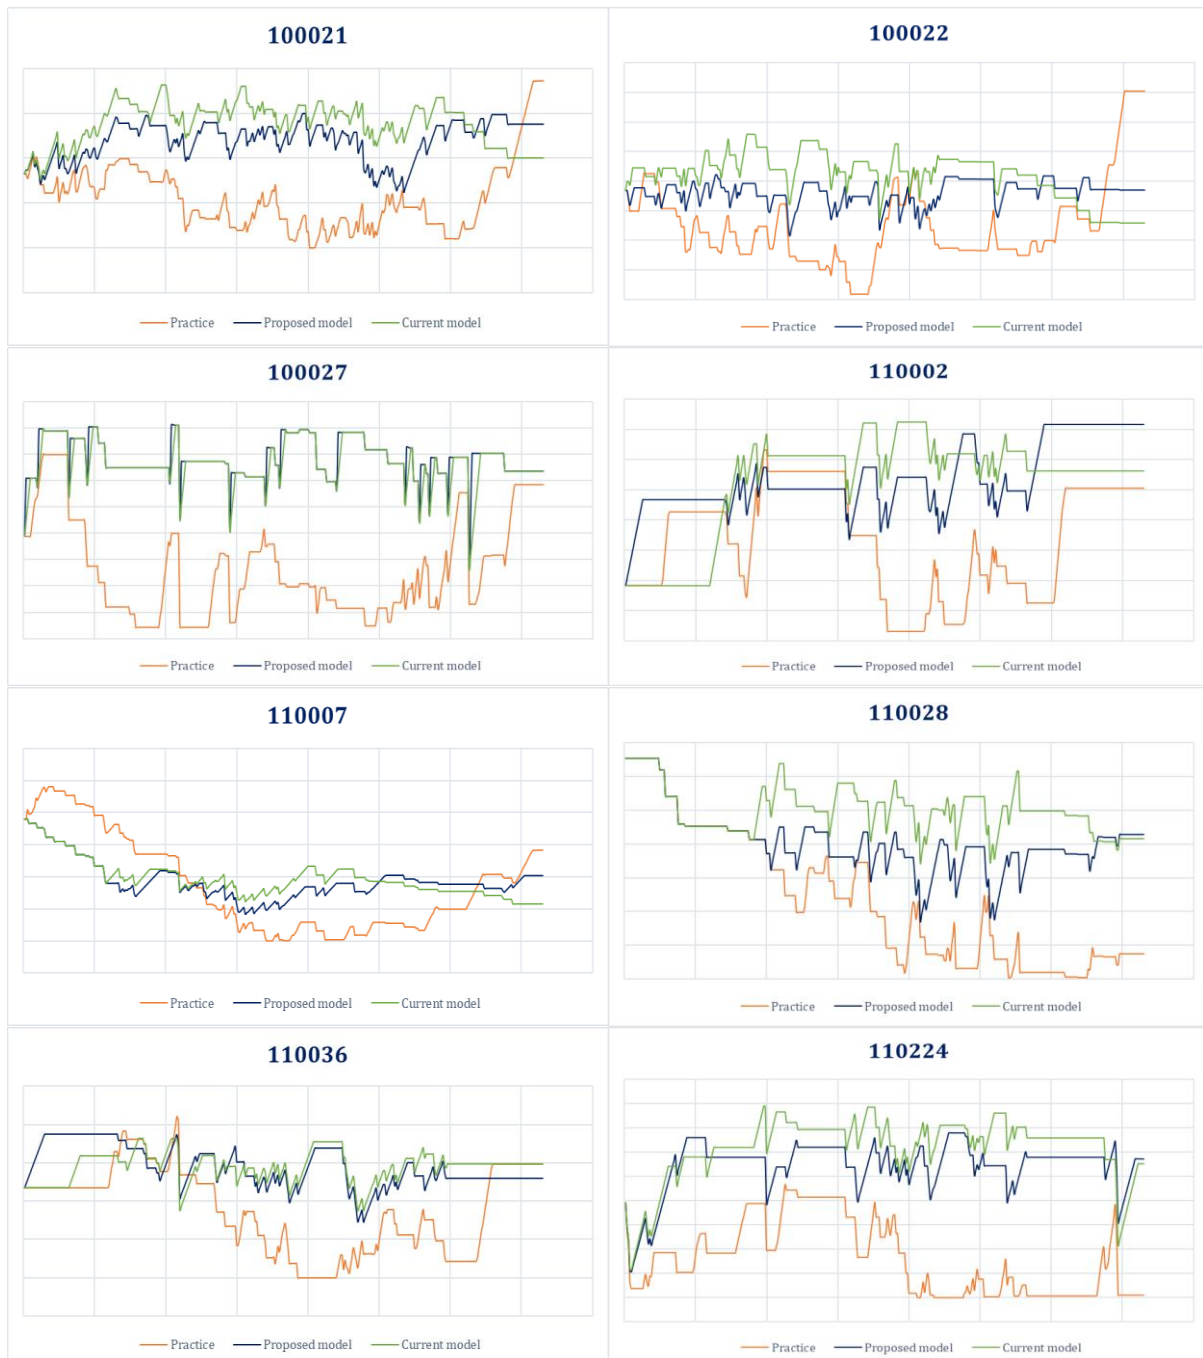 100021
Practice Proposed model Current model
100022
Practice Proposed model Current model
100027
Practice Proposed model Current model
110002
Practice Proposed model Current model
110007
Practice Proposed model Current model
110028
Practice Proposed model Current model
110036
Practice Proposed model Current model
110224
Practice Proposed model Current model